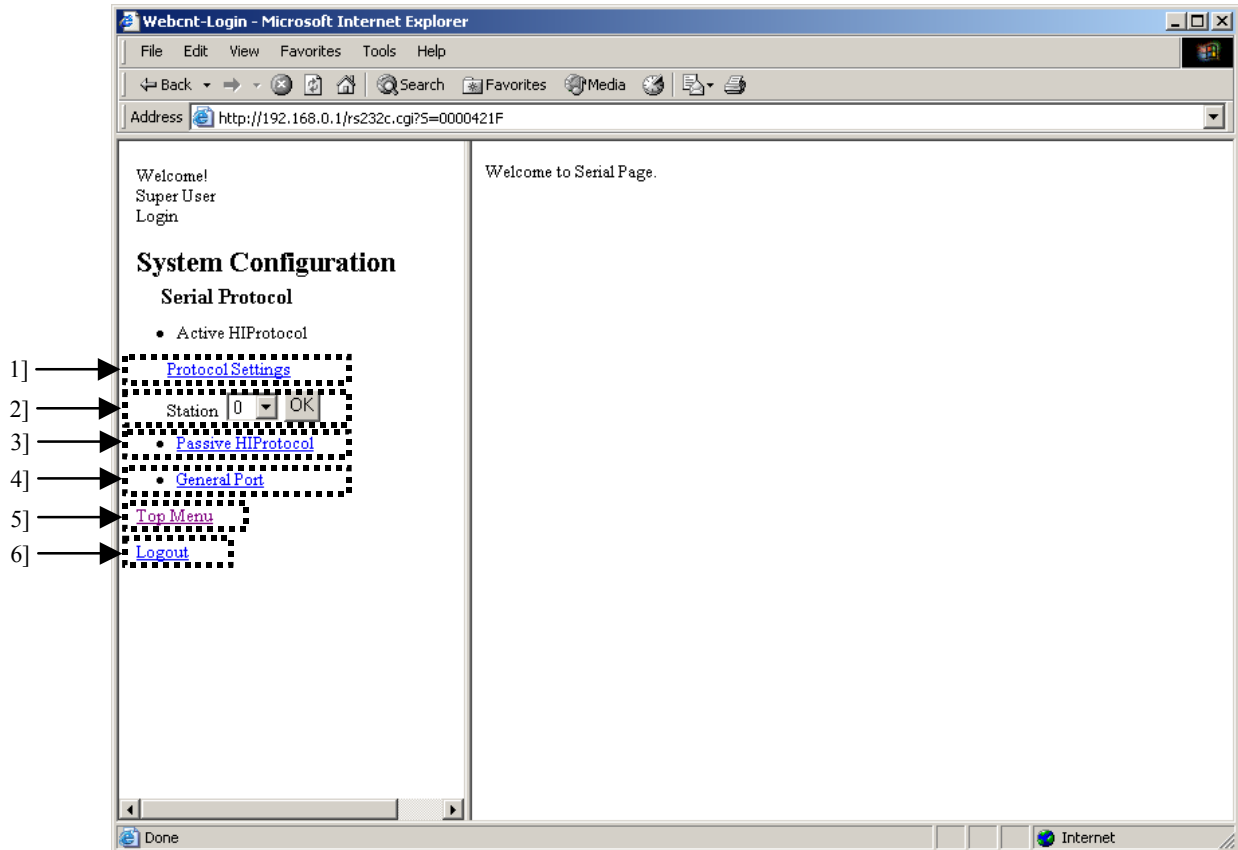 Webcnt-Login - Microsoft Internet Explorer
File Edit View Favorites Tools Help
Back Search Favorites Media
Address http://192.168.0.1/rs232c.cgi?S=0000421F
Welcome!
Super User
Login
System Configuration
Serial Protocol
• Active HIProtocol
1] Protocol Settings
2] Station 0 OK
3] • Passive HIProtocol
4] • General Port
5] Top Menu
6] Logout
Welcome to Serial Page.
Done Internet